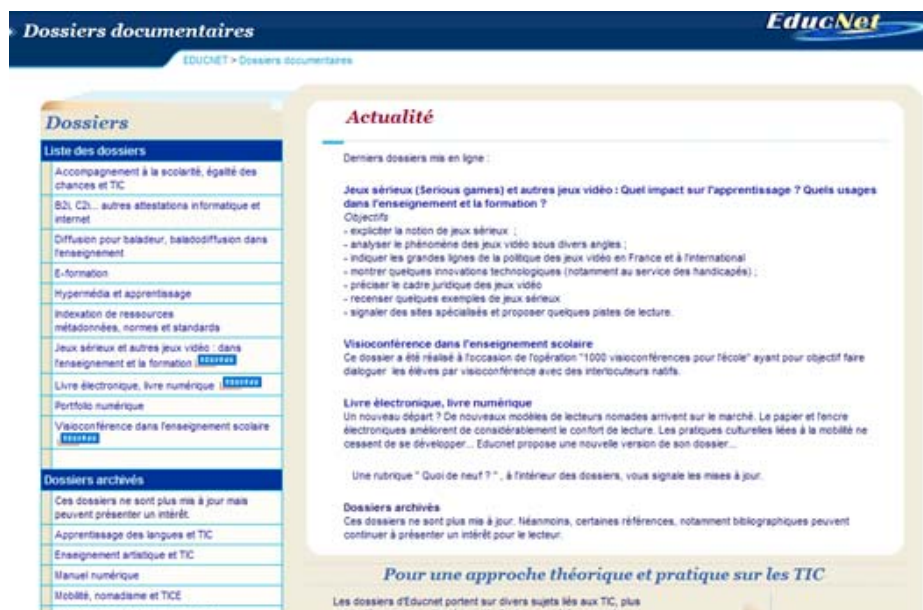 Dossiers documentaires
EducNet
EDUCNET > Dossiers documentaires
Dossiers
Liste des dossiers
Accompagnement à la scolarité, égalité des
chances et TIC
B2i, C2i... autres attestations informatique et
internet
Diffusion pour baladeur, baladodiffusion dans
l'enseignement
E-formation
Hypermédia et apprentissage
Indexation de ressources
métadonnées, normes et standards
Jeux sérieux et autres jeux vidéo : dans
l'enseignement et la formation
Livre électronique, livre numérique
Portfolio numérique
Visioconférence dans l'enseignement scolaire
Dossiers archivés
Ces dossiers ne sont plus mis à jour mais
peuvent présenter un intérêt.
Apprentissage des langues et TIC
Enseignement artistique et TIC
Manuel numérique
Mobilité, nomadisme et TICE
Actualité
Derniers dossiers mis en ligne :
Jeux sérieux (Serious games) et autres jeux vidéo : Quel impact sur l'apprentissage ? Quels usages
dans l'enseignement et la formation ?
Objectifs
- expliciter la notion de jeux sérieux ;
- analyser le phénomène des jeux vidéo sous divers angles ;
- indiquer les grandes lignes de la politique des jeux vidéo en France et à l'international
- montrer quelques innovations technologiques (notamment au service des handicapés) ;
- préciser le cadre juridique des jeux vidéo
- recenser quelques exemples de jeux sérieux
- signaler des sites spécialisés et proposer quelques pistes de lecture.
Visioconférence dans l'enseignement scolaire
Ce dossier a été réalisé à l'occasion de l'opération "1000 visioconférences pour l'école" ayant pour objectif faire
dialoguer les élèves par visioconférence avec des interlocuteurs natifs.
Livre électronique, livre numérique
Un nouveau départ ? De nouveaux modèles de lecteurs nomades arrivent sur le marché. Le papier et l'encre
électroniques améliorent de considérablement le confort de lecture. Les pratiques culturelles liées à la mobilité ne
cessent de se développer... Educnet propose une nouvelle version de son dossier...
Une rubrique " Quoi de neuf ? " , à l'intérieur des dossiers, vous signale les mises à jour.
Dossiers archivés
Ces dossiers ne sont plus mis à jour. Néanmoins, certaines références, notamment bibliographiques peuvent
continuer à présenter un intérêt pour le lecteur.
Pour une approche théorique et pratique sur les TIC
Les dossiers d'Educnet portent sur divers sujets liés aux TIC, plus